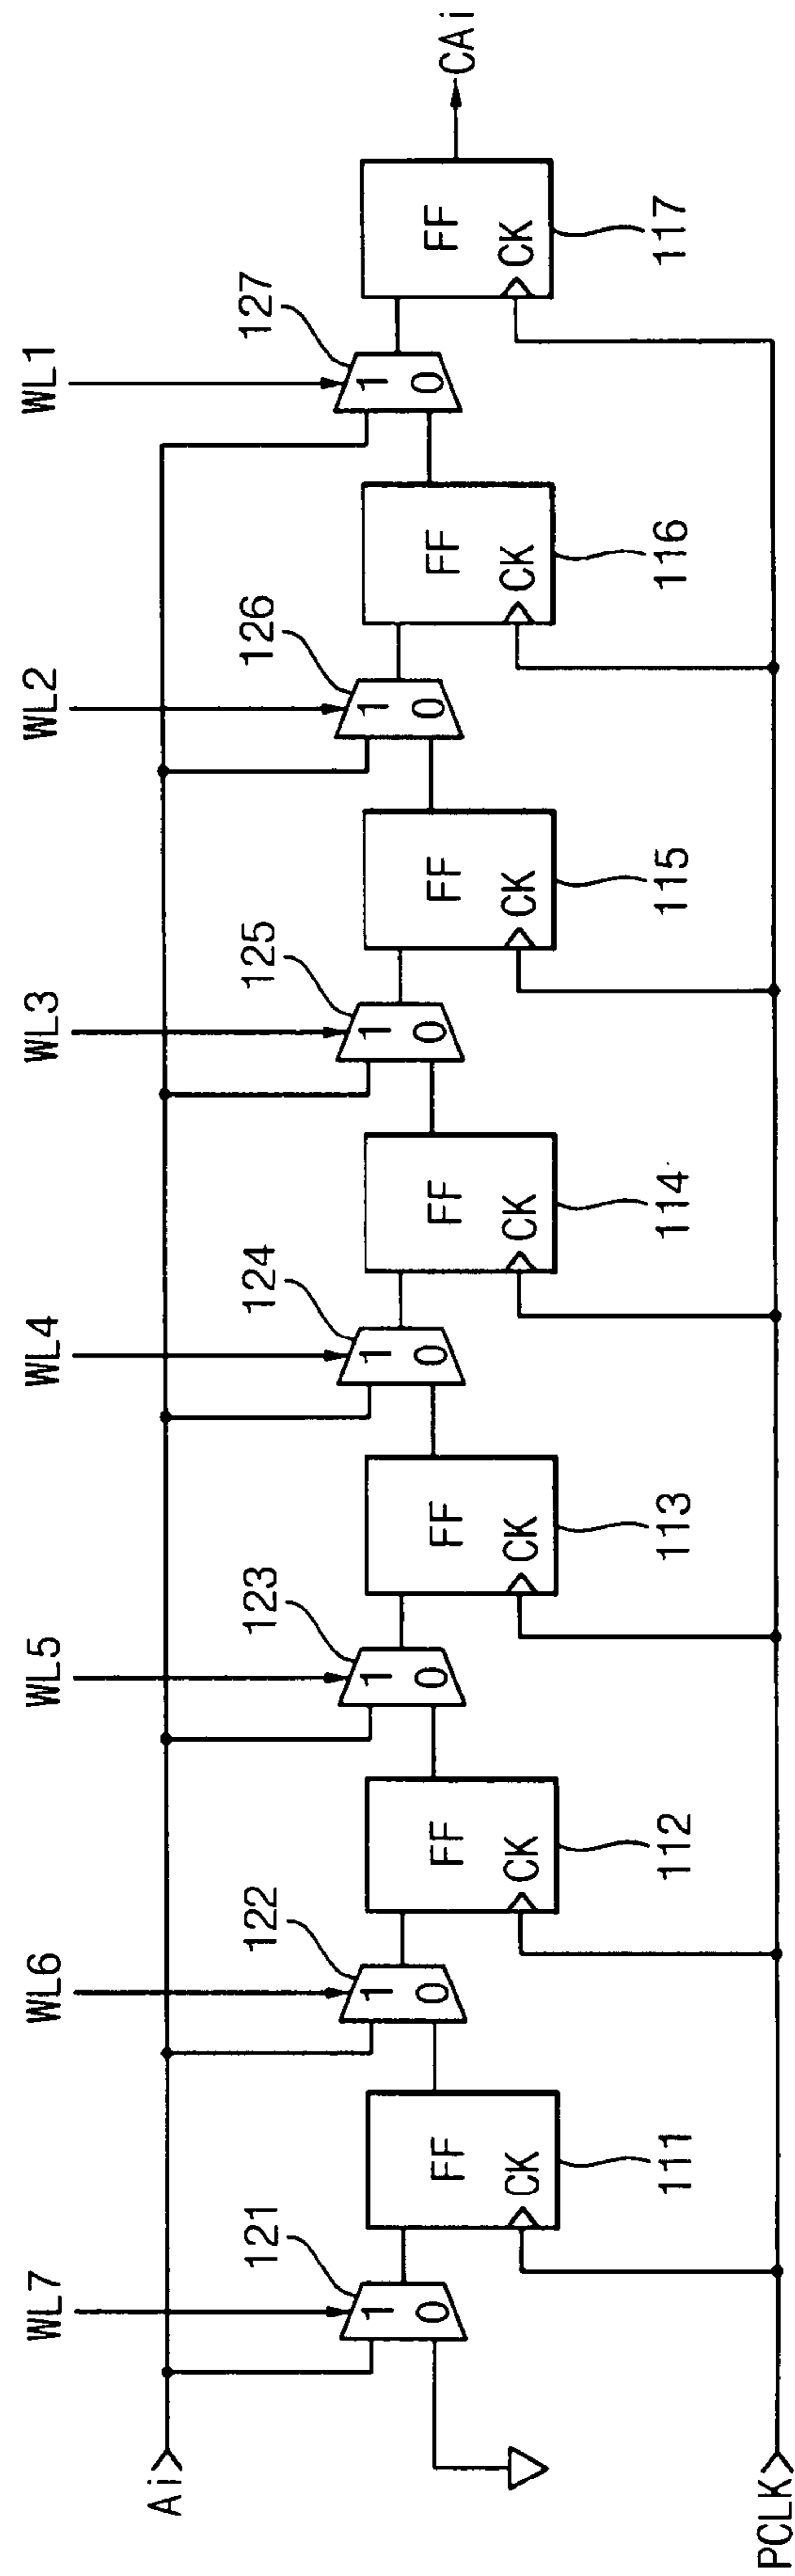 WL7 WL6 WL5 WL4 WL3 WL2 WL1
Ai
121 122 123 124 125 126 127
1 1 1 1 1 1 1
0 0 0 0 0 0 0
FF FF FF FF FF FF FF
CAi
CK CK CK CK CK CK CK
111 112 113 114 115 116 117
PCLK